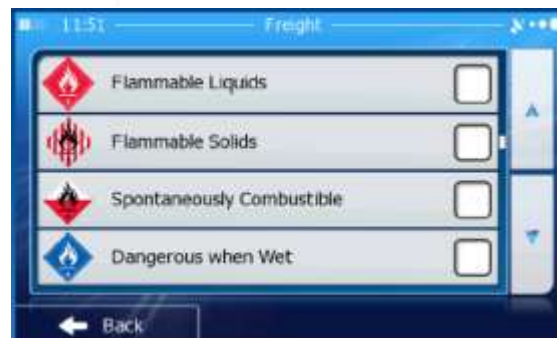 11:51
Freight
Flammable Liquids
Flammable Solids
Spontaneously Combustible
Dangerous when Wet
Back